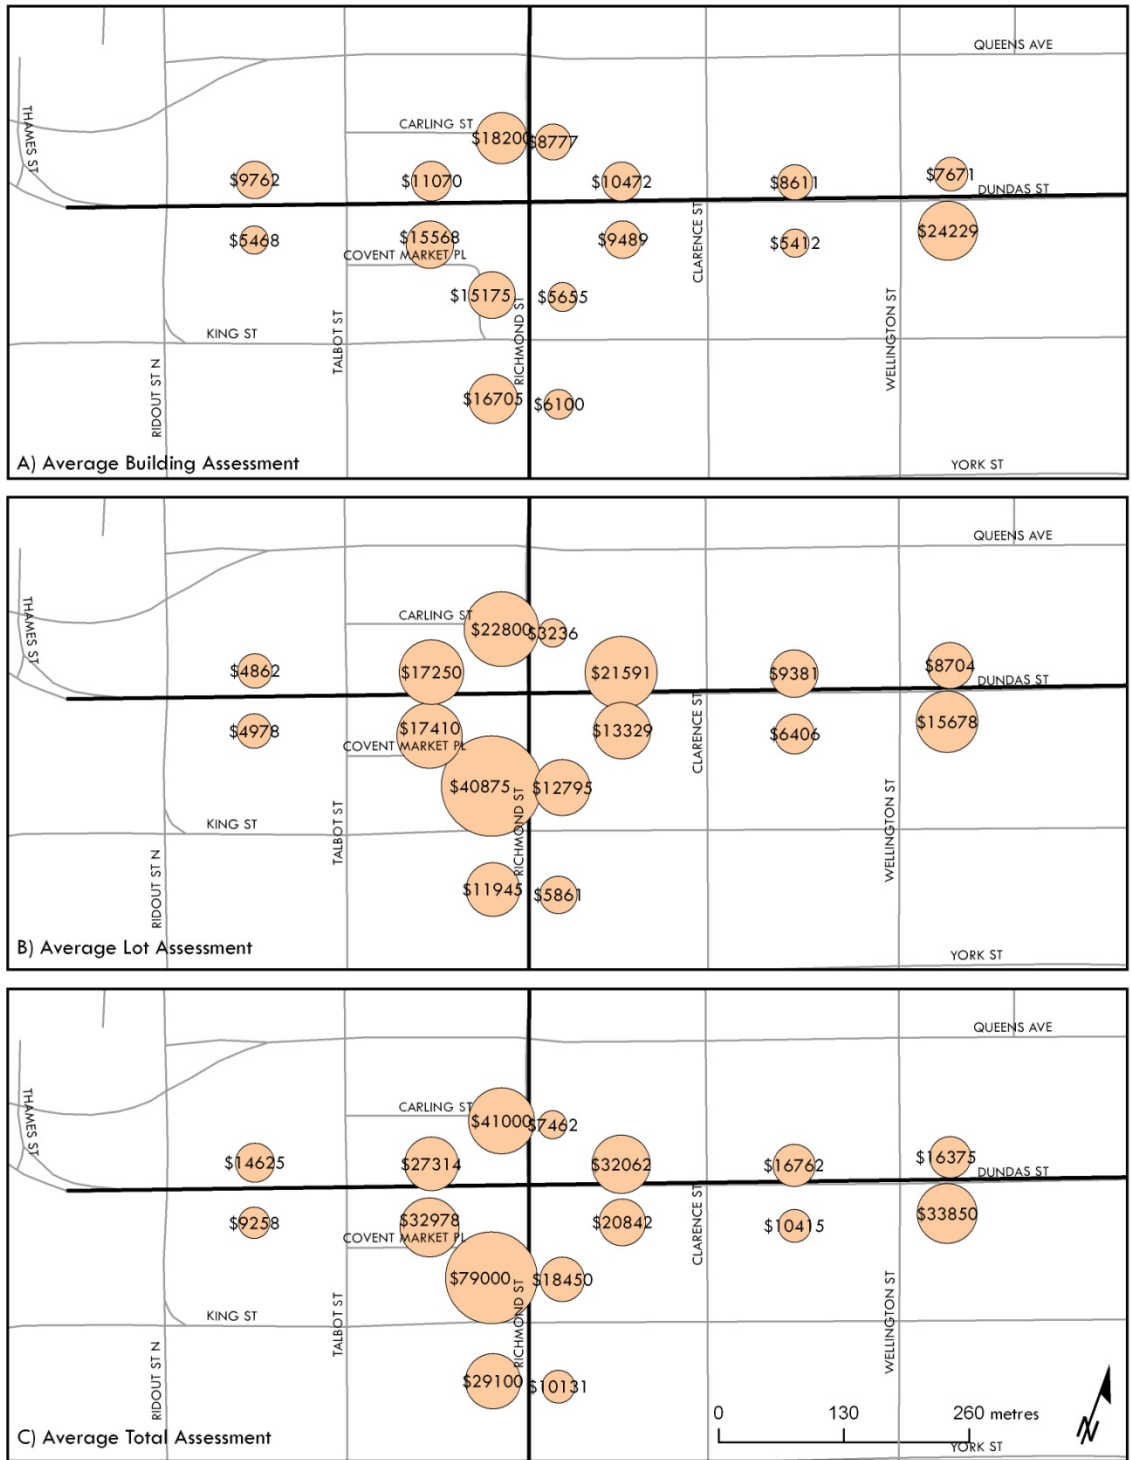 QUEENS AVE
THAMES ST
CARLING ST
$18200
$8777
$9762
$11070
$10472
$8611
$7671
DUNDAS ST
$5468
$15568
$9489
$5412
$24229
COVENT MARKET PL
CLARENCE ST
$15175
$5655
KING ST
TALBOT ST
RICHMOND ST
WELLINGTON ST
RIDOUT ST N
$16705
$6100
A) Average Building Assessment
YORK ST
QUEENS AVE
THAMES ST
CARLING ST
$22800
$3236
$4862
$17250
$21591
$9381
$8704
DUNDAS ST
$4978
$17410
$13329
$6406
$15678
COVENT MARKET PL
CLARENCE ST
$40875
$12795
KING ST
TALBOT ST
RICHMOND ST
WELLINGTON ST
RIDOUT ST N
$11945
$5861
B) Average Lot Assessment
YORK ST
QUEENS AVE
THAMES ST
CARLING ST
$41000
$7462
$14625
$27314
$32062
$16762
$16375
DUNDAS ST
$9258
$32978
$20842
$10415
$33850
COVENT MARKET PL
CLARENCE ST
$79000
$18450
KING ST
TALBOT ST
RICHMOND ST
WELLINGTON ST
RIDOUT ST N
$29100
$10131
0 130 260 metres
N
C) Average Total Assessment
YORK ST